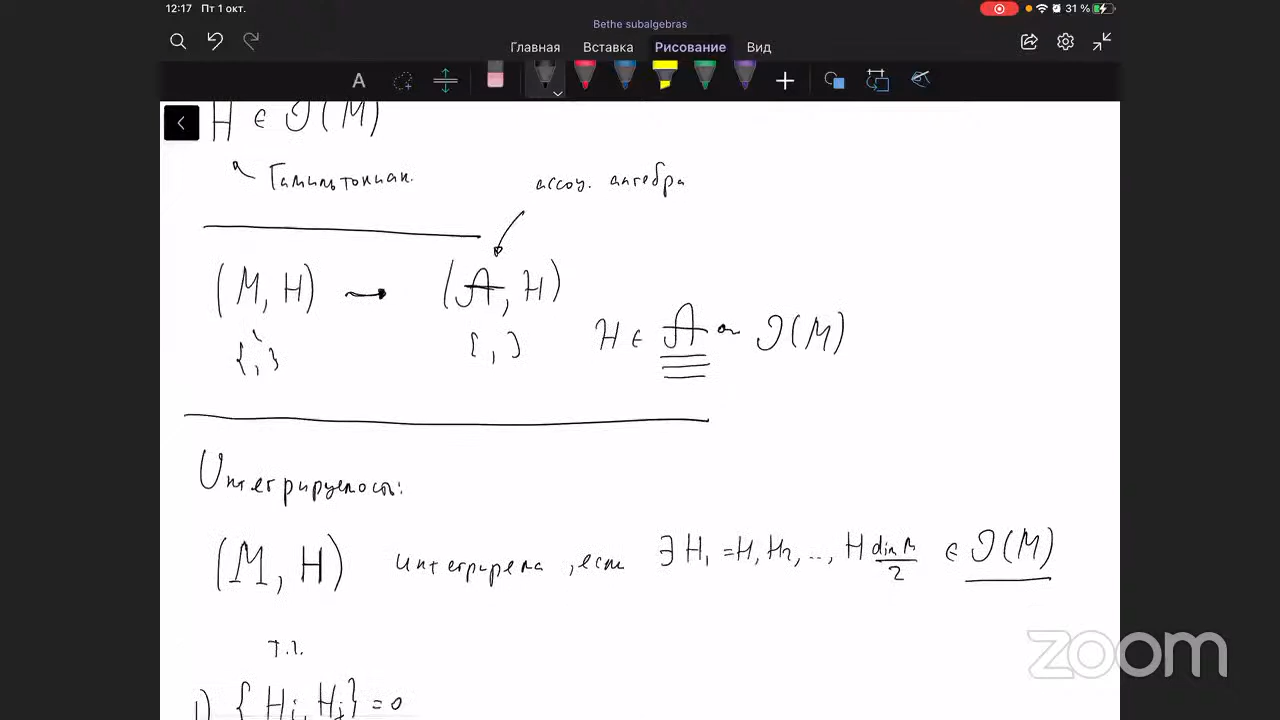 12:17 Пт 1 окт. 31 %
Bethe subalgebras
Главная Вставка Рисование Вид
A
H ∈ O(M)
Гамильтониан.
ассоц. алгебра
(M, H) → (A, H)
{,} {,}
H ∈ A ~ O(M)
Интегрируемость:
(M, H) интегрируема, если ∃ H₁ = H, H₂, ..., H dim M/2 ∈ O(M)
т.ч.
1) {Hᵢ, Hⱼ} = 0
zoom